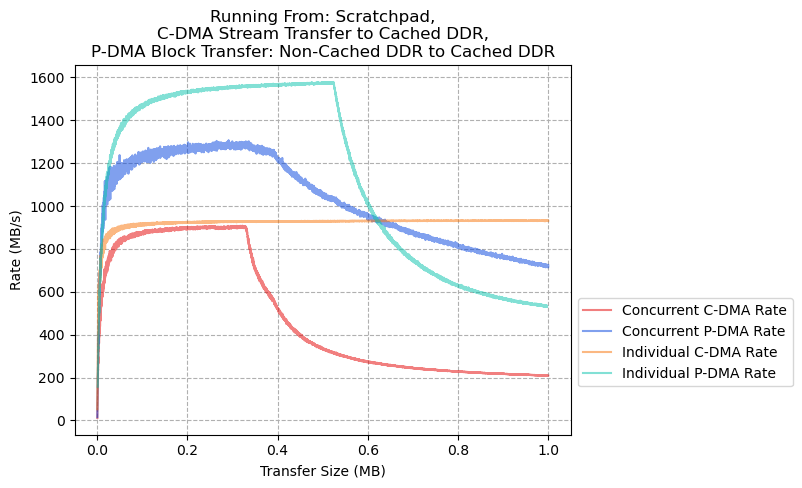 Running From: Scratchpad,
C-DMA Stream Transfer to Cached DDR,
P-DMA Block Transfer: Non-Cached DDR to Cached DDR
1600
1400
1200
1000
800
600
400
200
0
Rate (MB/s)
0.0 0.2 0.4 0.6 0.8 1.0
Transfer Size (MB)
Concurrent C-DMA Rate
Concurrent P-DMA Rate
Individual C-DMA Rate
Individual P-DMA Rate